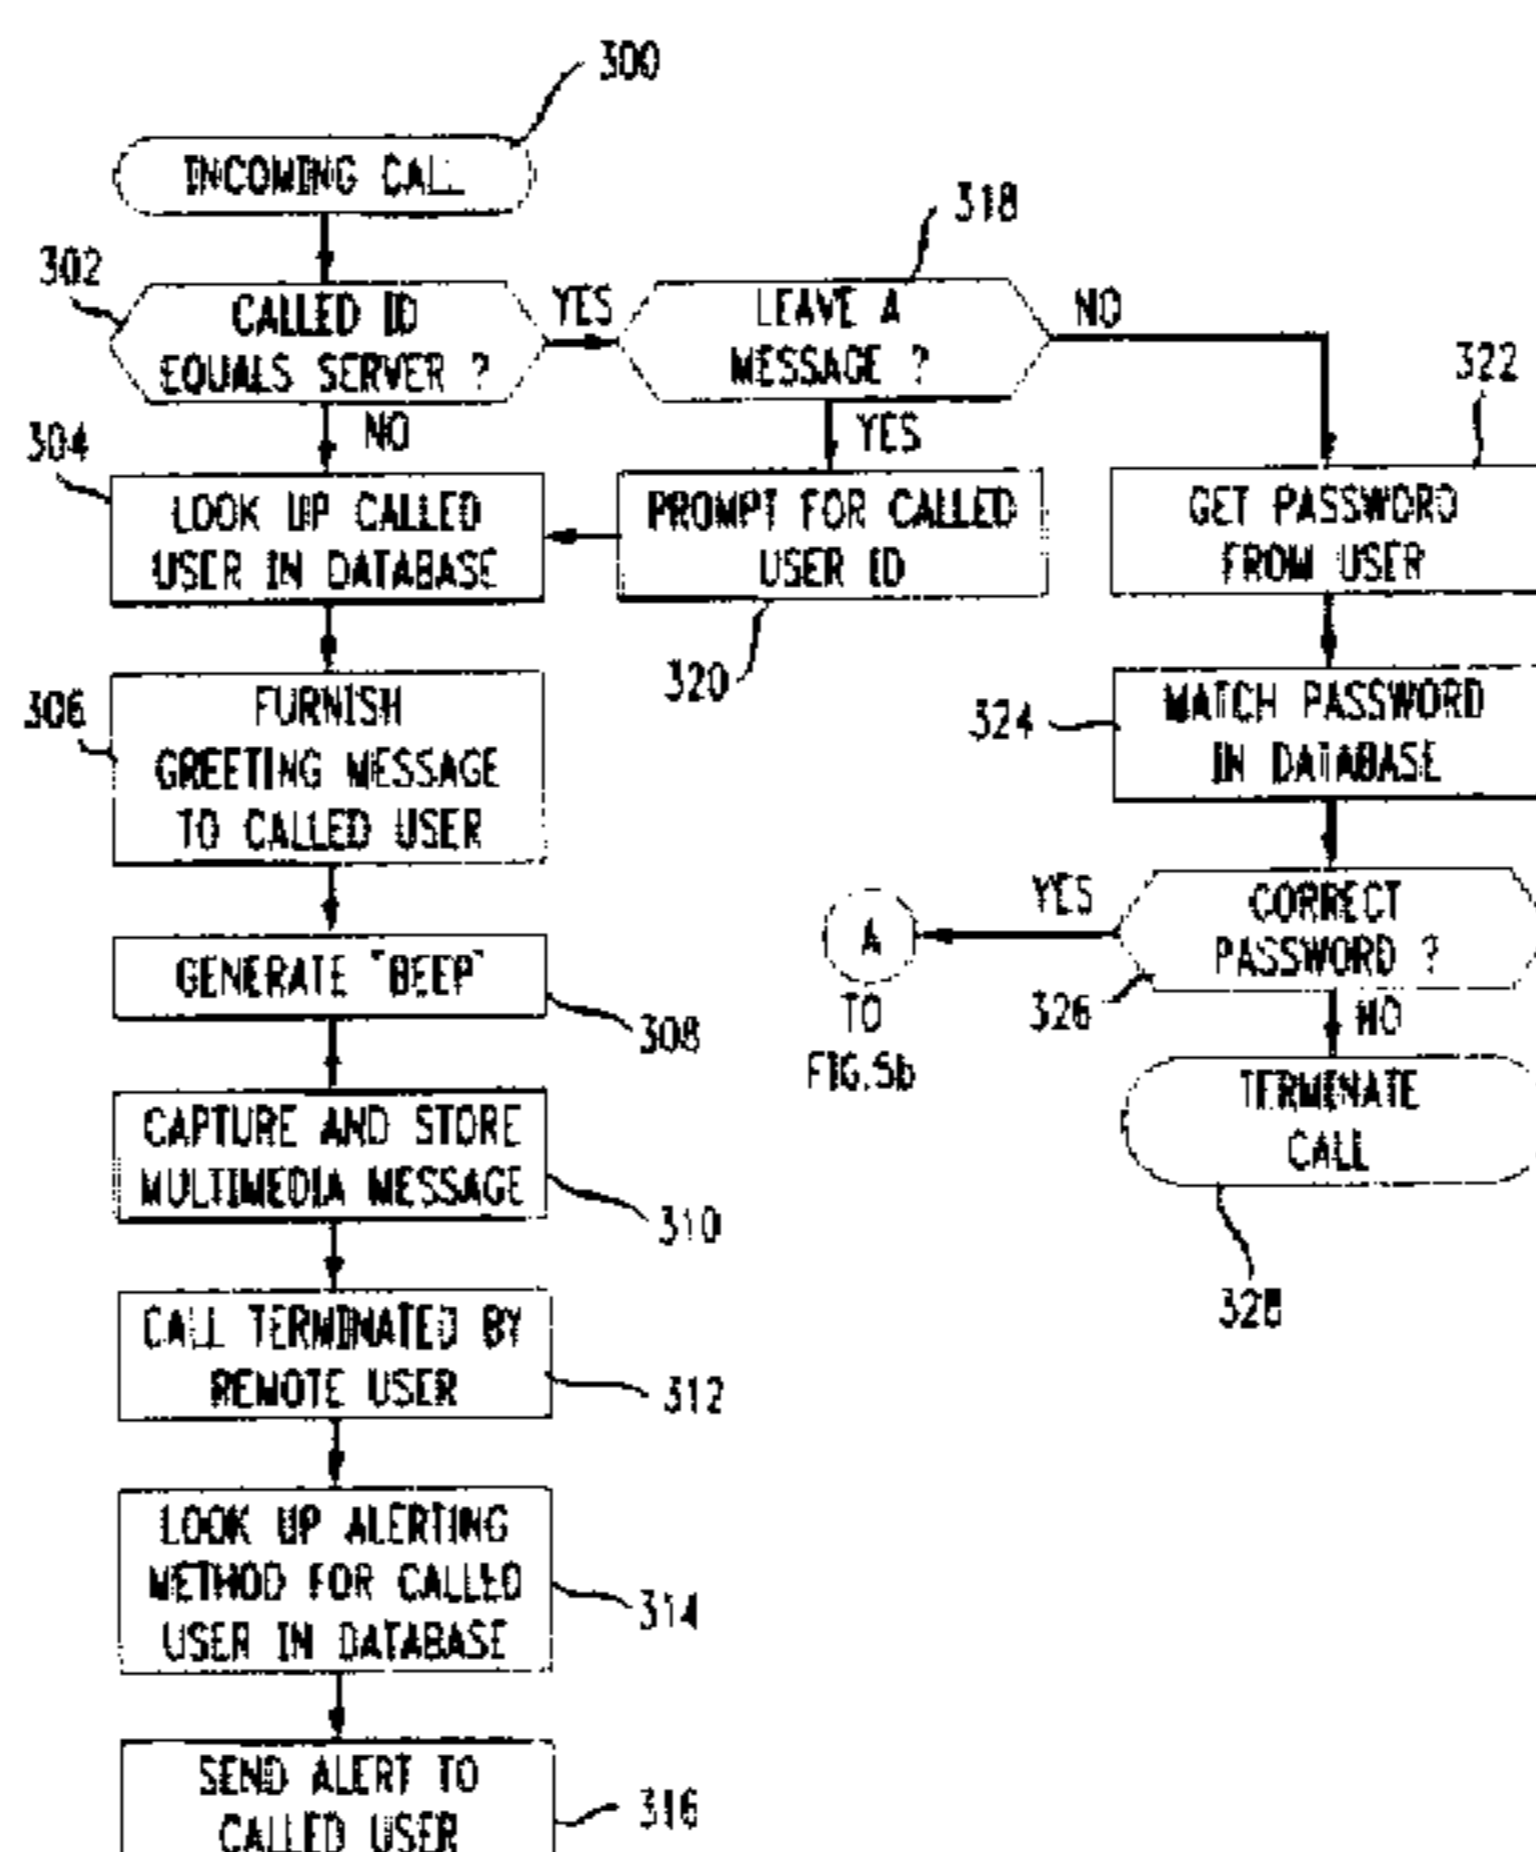 300
INCOMING CALL
302
CALLED ID
EQUALS SERVER ?
YES
NO
318
LEAVE A
MESSAGE ?
NO
YES
304
LOOK UP CALLED
USER IN DATABASE
PROMPT FOR CALLED
USER ID
320
322
GET PASSWORD
FROM USER
306
FURNISH
GREETING MESSAGE
TO CALLED USER
324
MATCH PASSWORD
IN DATABASE
GENERATE "BEEP"
308
A
TO
FIG.5b
YES
CORRECT
PASSWORD ?
326
NO
TERMINATE
CALL
328
CAPTURE AND STORE
MULTIMEDIA MESSAGE
310
CALL TERMINATED BY
REMOTE USER
312
LOOK UP ALERTING
METHOD FOR CALLED
USER IN DATABASE
314
SEND ALERT TO
CALLED USER
316